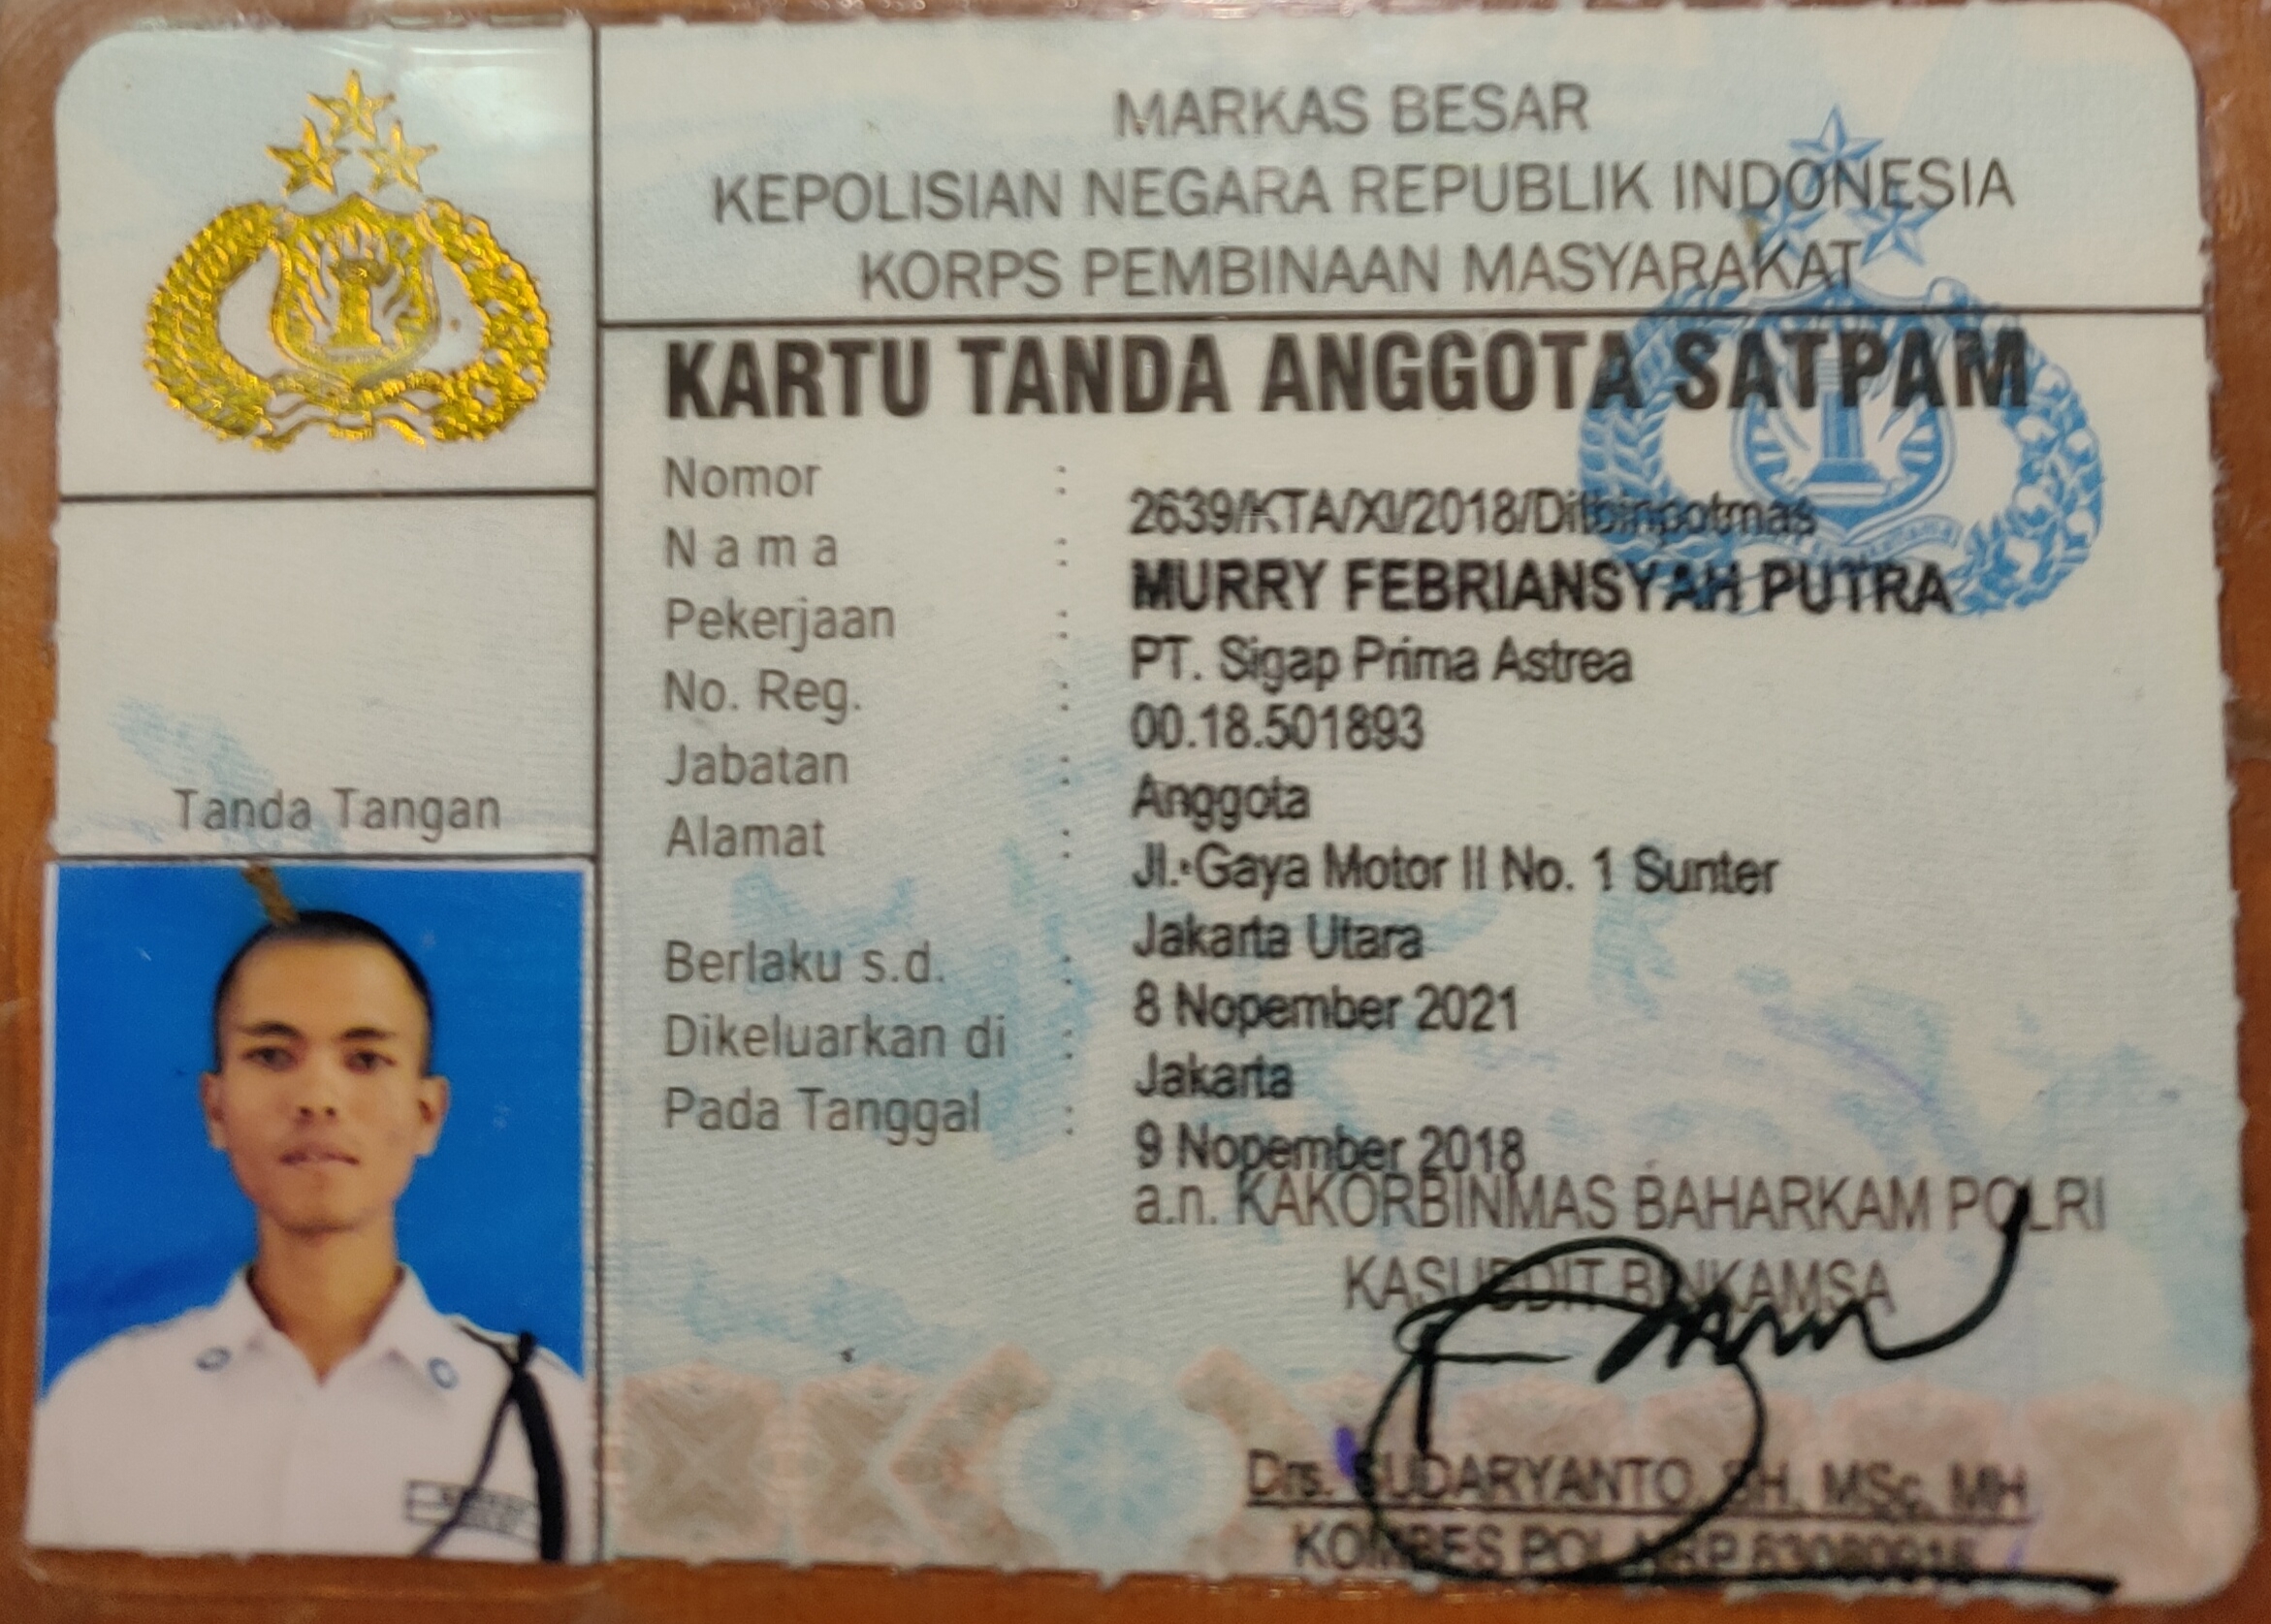 MARKAS BESAR
KEPOLISIAN NEGARA REPUBLIK INDONESIA
KORPS PEMBINAAN MASYARAKAT
KARTU TANDA ANGGOTA SATPAM
Nomor : 2639/KTA/XI/2018/Ditbinpotmas
Nama : MURRY FEBRIANSYAH PUTRA
Pekerjaan : PT. Sigap Prima Astrea
No. Reg. : 00.18.501893
Jabatan : Anggota
Alamat : Jl. Gaya Motor II No. 1 Sunter
Jakarta Utara
Berlaku s.d. : 8 Nopember 2021
Dikeluarkan di : Jakarta
Pada Tanggal : 9 Nopember 2018
Tanda Tangan
a.n. KAKORBINMAS BAHARKAM POLRI
KASUBDIT BINKAMSA
Drs. SUDARYANTO, SH, MSc, MH
KOMBES POL NRP